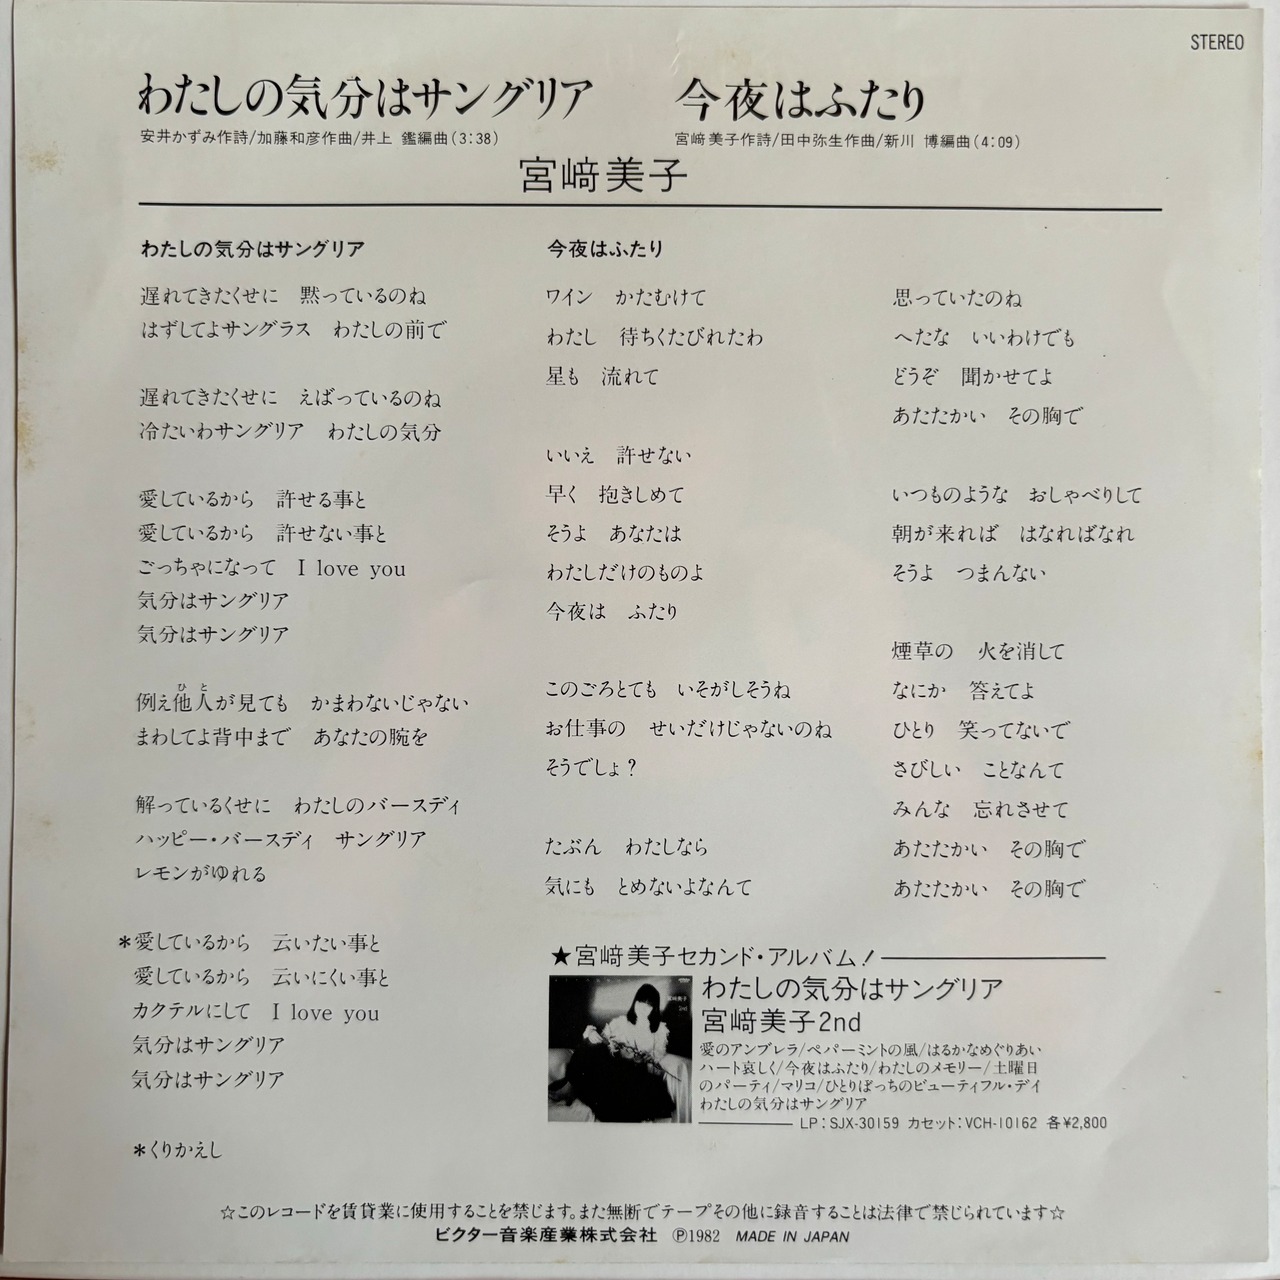 STEREO
わたしの気分はサングリア
安井かずみ作詩/加藤和彦作曲/井上 鑑編曲(3:38)
今夜はふたり
宮﨑美子作詩/田中弥生作曲/新川 博編曲(4:09)
宮﨑美子
わたしの気分はサングリア
遅れてきたくせに 黙っているのね
はずしてよサングラス わたしの前で
遅れてきたくせに えばっているのね
冷たいわサングリア わたしの気分
愛しているから 許せる事と
愛しているから 許せない事と
ごっちゃになって I love you
気分はサングリア
気分はサングリア
ひと
例え他人が見ても かまわないじゃない
まわしてよ背中まで あなたの腕を
解っているくせに わたしのバースディ
ハッピー・バースディ サングリア
レモンがゆれる
*愛しているから 云いたい事と
愛しているから 云いにくい事と
カクテルにして I love you
気分はサングリア
気分はサングリア
*くりかえし
今夜はふたり
ワイン かたむけて
わたし 待ちくたびれたわ
星も 流れて
いいえ 許せない
早く 抱きしめて
そうよ あなたは
わたしだけのものよ
今夜は ふたり
このごろとても いそがしそうね
お仕事の せいだけじゃないのね
そうでしょ?
たぶん わたしなら
気にも とめないよなんて
思っていたのね
へたな いいわけでも
どうぞ 聞かせてよ
あたたかい その胸で
いつものような おしゃべりして
朝が来れば はなればなれ
そうよ つまんない
煙草の 火を消して
なにか 答えてよ
ひとり 笑ってないで
さびしい ことなんて
みんな 忘れさせて
あたたかい その胸で
あたたかい その胸で
★宮﨑美子セカンド・アルバム!
わたしの気分はサングリア
宮﨑美子2nd
愛のアンブレラ/ペパーミントの風/はるかなめぐりあい
ハート哀しく/今夜はふたり/わたしのメモリー/土曜日
のパーティ/マリコ/ひとりぼっちのビューティフル・デイ
わたしの気分はサングリア
LP:SJX-30159 カセット:VCH-10162 各¥2,800
宮﨑美子
2nd
☆このレコードを賃貸業に使用することを禁じます。また無断でテープその他に録音することは法律で禁じられています☆
ビクター音楽産業株式会社 Ⓟ1982 MADE IN JAPAN